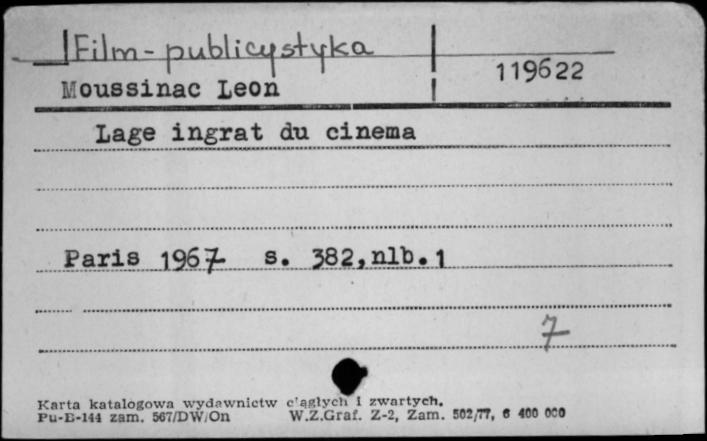 Film - publicystyka
Moussinac Leon
119622
Lage ingrat du cinema
Paris 1967 s. 382,nlb.1
7
Karta katalogowa wydawnictw ciągłych i zwartych.
Pu-B-144 zam. 567/DW/On W.Z.Graf. Z-2, Zam. 502/77, 6 400 000